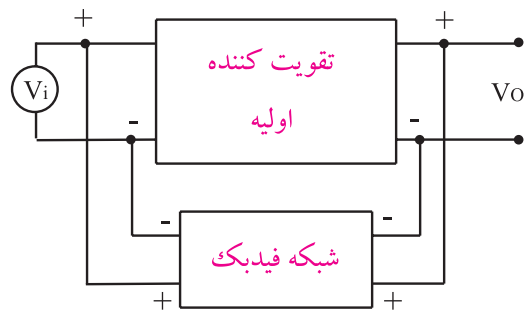 + +
تقویت کننده
Vi
VO
اولیه
- -
- -
شبکه فیدبک
+ +